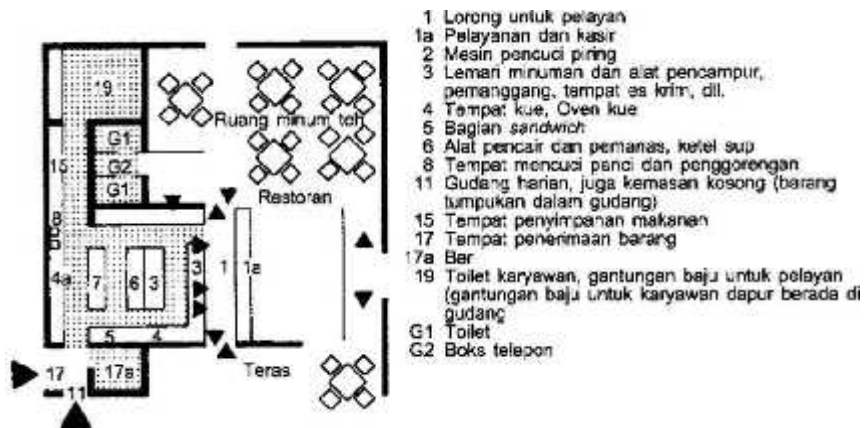 19
Ruang minum teh
G1
15
G2
G1
Restoran
8
4a
7
6
3
3
1
1a
5
4
17
17a
11
Teras
1 Lorong untuk pelayan
1a Pelayanan dan kasir
2 Mesin pencuci piring
3 Lemari minuman dan alat pencampur,
pemanggang, tempat es krim, dll.
4 Tempat kue, Oven kue
5 Bagian sandwich
6 Alat pencair dan pemanas, ketel sup
8 Tempat mencuci panci dan penggorengan
11 Gudang harian, juga kemasan kosong (barang
tumpukan dalam gudang)
15 Tempat penyimpanan makanan
17 Tempat penerimaan barang
17a Bar
19 Toilet karyawan, gantungan baju untuk pelayan
(gantungan baju untuk karyawan dapur berada di
gudang
G1 Toilet
G2 Boks telepon